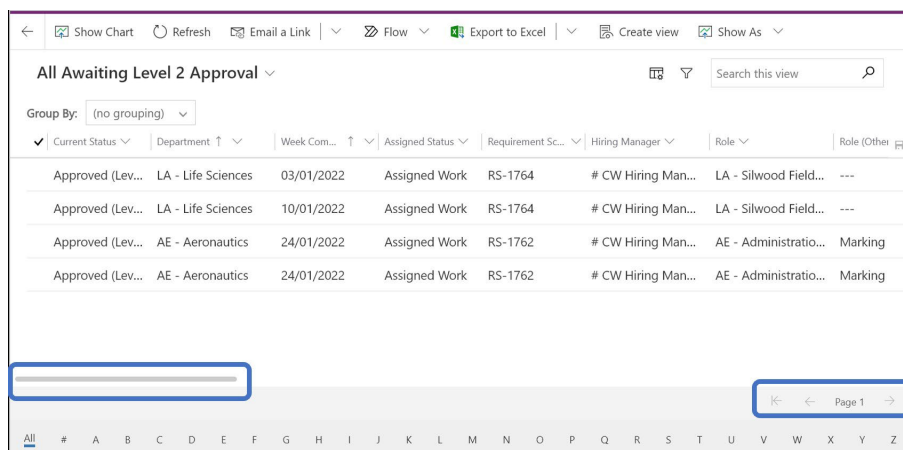 Show Chart Refresh Email a Link Flow Export to Excel Create view Show As
All Awaiting Level 2 Approval Search this view
Group By: (no grouping)
Current Status Department Week Com... Assigned Status Requirement Sc... Hiring Manager Role Role (Other
Approved (Lev... LA - Life Sciences 03/01/2022 Assigned Work RS-1764 # CW Hiring Man... LA - Silwood Field... ---
Approved (Lev... LA - Life Sciences 10/01/2022 Assigned Work RS-1764 # CW Hiring Man... LA - Silwood Field... ---
Approved (Lev... AE - Aeronautics 24/01/2022 Assigned Work RS-1762 # CW Hiring Man... AE - Administratio... Marking
Approved (Lev... AE - Aeronautics 24/01/2022 Assigned Work RS-1762 # CW Hiring Man... AE - Administratio... Marking
Page 1
All # A B C D E F G H I J K L M N O P Q R S T U V W X Y Z